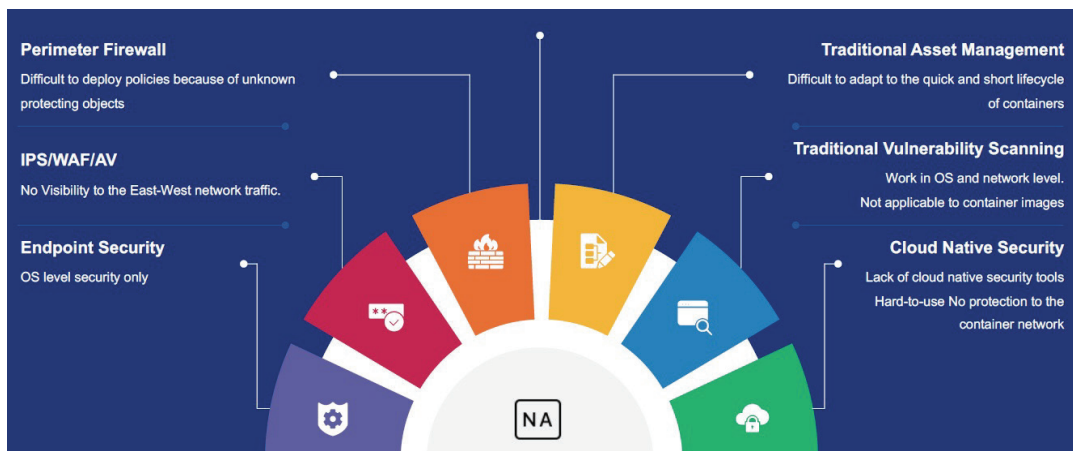 Perimeter Firewall
Difficult to deploy policies because of unknown
protecting objects
IPS/WAF/AV
No Visibility to the East-West network traffic.
Endpoint Security
OS level security only
Traditional Asset Management
Difficult to adapt to the quick and short lifecycle
of containers
Traditional Vulnerability Scanning
Work in OS and network level.
Not applicable to container images
Cloud Native Security
Lack of cloud native security tools
Hard-to-use No protection to the
container network
**
NA